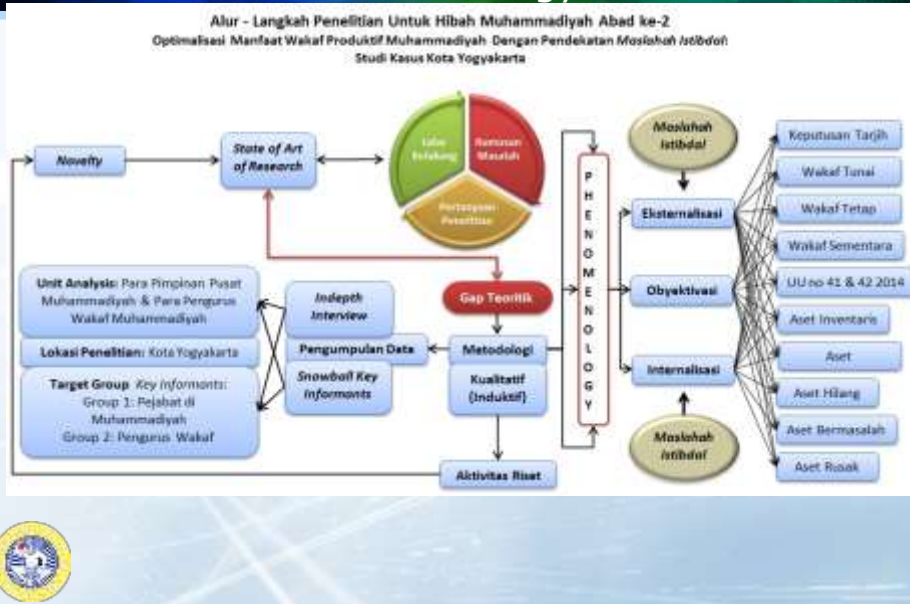 Alur - Langkah Penelitian Untuk Hibah Muhammadiyah Abad ke-2
Optimalisasi Manfaat Wakaf Produktif Muhammadiyah Dengan Pendekatan Maslahah Istibdal:
Studi Kasus Kota Yogyakarta
Novelty
State of Art
of Research
Latar
Belakang
Rumusan
Masalah
Pertanyaan
Penelitian
Unit Analysis: Para Pimpinan Pusat
Muhammadiyah & Para Pengurus
Wakaf Muhammadiyah
Lokasi Penelitian: Kota Yogyakarta
Target Group Key Informants:
Group 1: Pejabat di
Muhammadiyah
Group 2: Pengurus Wakaf
Indepth
Interview
Pengumpulan Data
Snowball Key
Informants
Gap Teoritik
Metodologi
Kualitatif
(Induktif)
Aktivitas Riset
PHENOMENOLOGY
Maslahah
Istibdal
Eksternalisasi
Obyektivasi
Internalisasi
Maslahah
Istibdal
Keputusan Tarjih
Wakaf Tunai
Wakaf Tetap
Wakaf Sementara
UU no 41 & 42 2014
Aset Inventaris
Aset
Aset Hilang
Aset Bermasalah
Aset Rusak